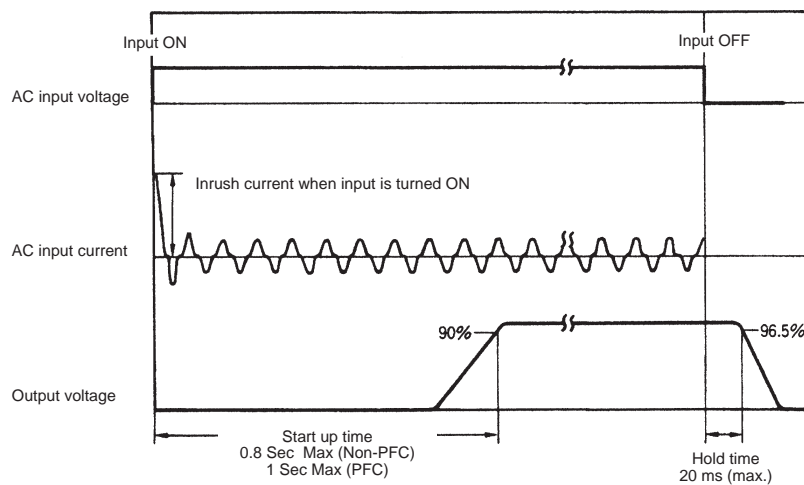 Input ON
Input OFF
AC input voltage
Inrush current when input is turned ON
AC input current
90%
96.5%
Output voltage
Start up time
0.8 Sec Max (Non-PFC)
1 Sec Max (PFC)
Hold time
20 ms (max.)